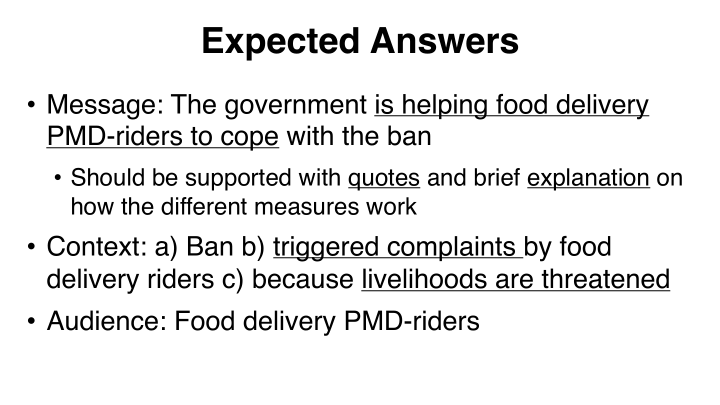 Expected Answers
• Message: The government is helping food delivery
PMD-riders to cope with the ban
• Should be supported with quotes and brief explanation on
how the different measures work
• Context: a) Ban b) triggered complaints by food
delivery riders c) because livelihoods are threatened
• Audience: Food delivery PMD-riders